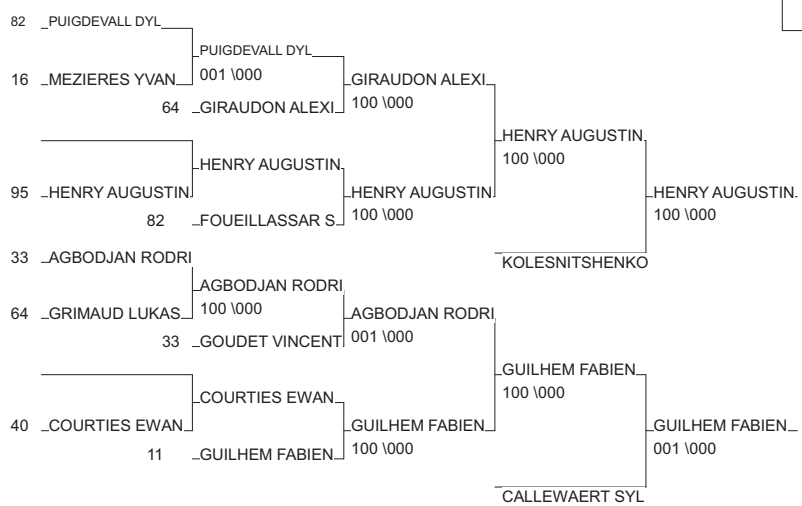 82 PUIGDEVALL DYL
PUIGDEVALL DYL
16 MEZIERES YVAN 001 \000 GIRAUDON ALEXI
64 GIRAUDON ALEXI 100 \000
HENRY AUGUSTIN
HENRY AUGUSTIN 100 \000
95 HENRY AUGUSTIN HENRY AUGUSTIN HENRY AUGUSTIN
82 FOUEILLASSAR S 100 \000 100 \000
33 AGBODJAN RODRI KOLESNITSHENKO
AGBODJAN RODRI
64 GRIMAUD LUKAS 100 \000 AGBODJAN RODRI
33 GOUDET VINCENT 001 \000
GUILHEM FABIEN
COURTIES EWAN 100 \000
40 COURTIES EWAN GUILHEM FABIEN GUILHEM FABIEN
11 GUILHEM FABIEN 100 \000 001 \000
CALLEWAERT SYL